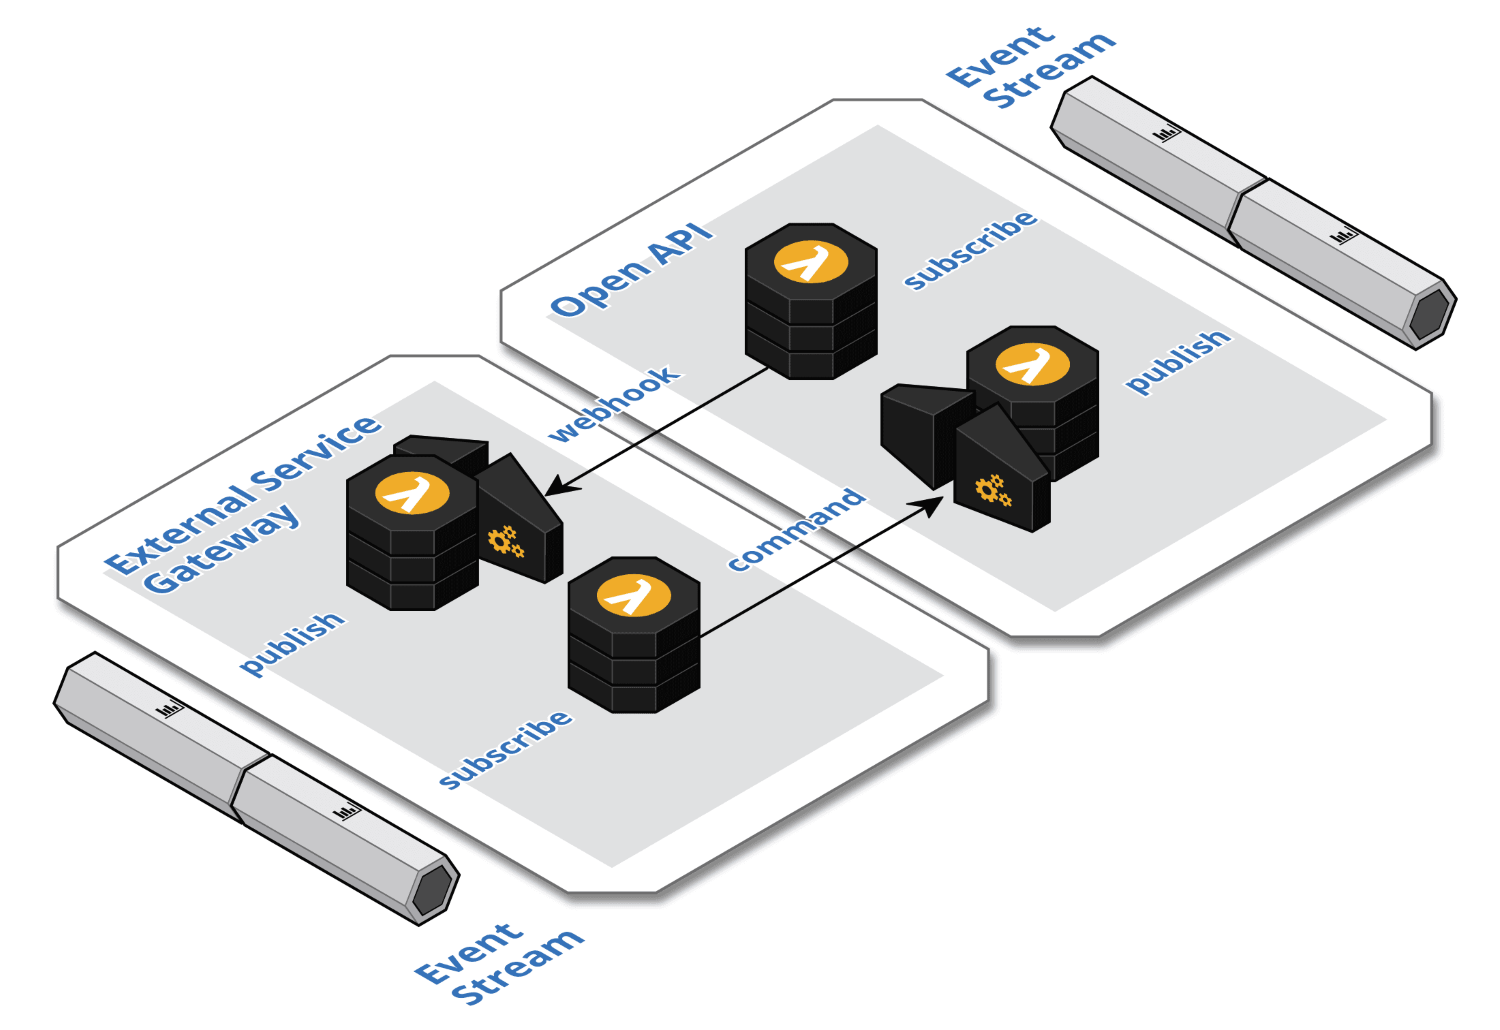 Event
Stream
Open API
subscribe
publish
webhook
command
External Service
Gateway
publish
subscribe
Event
Stream